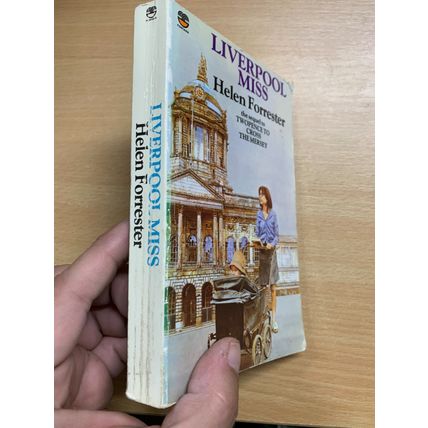 LIVERPOOL
MISS
Helen Forrester
the sequel to
TWOPENCE TO
CROSS
THE MERSEY
LIVERPOOL MISS
Helen Forrester